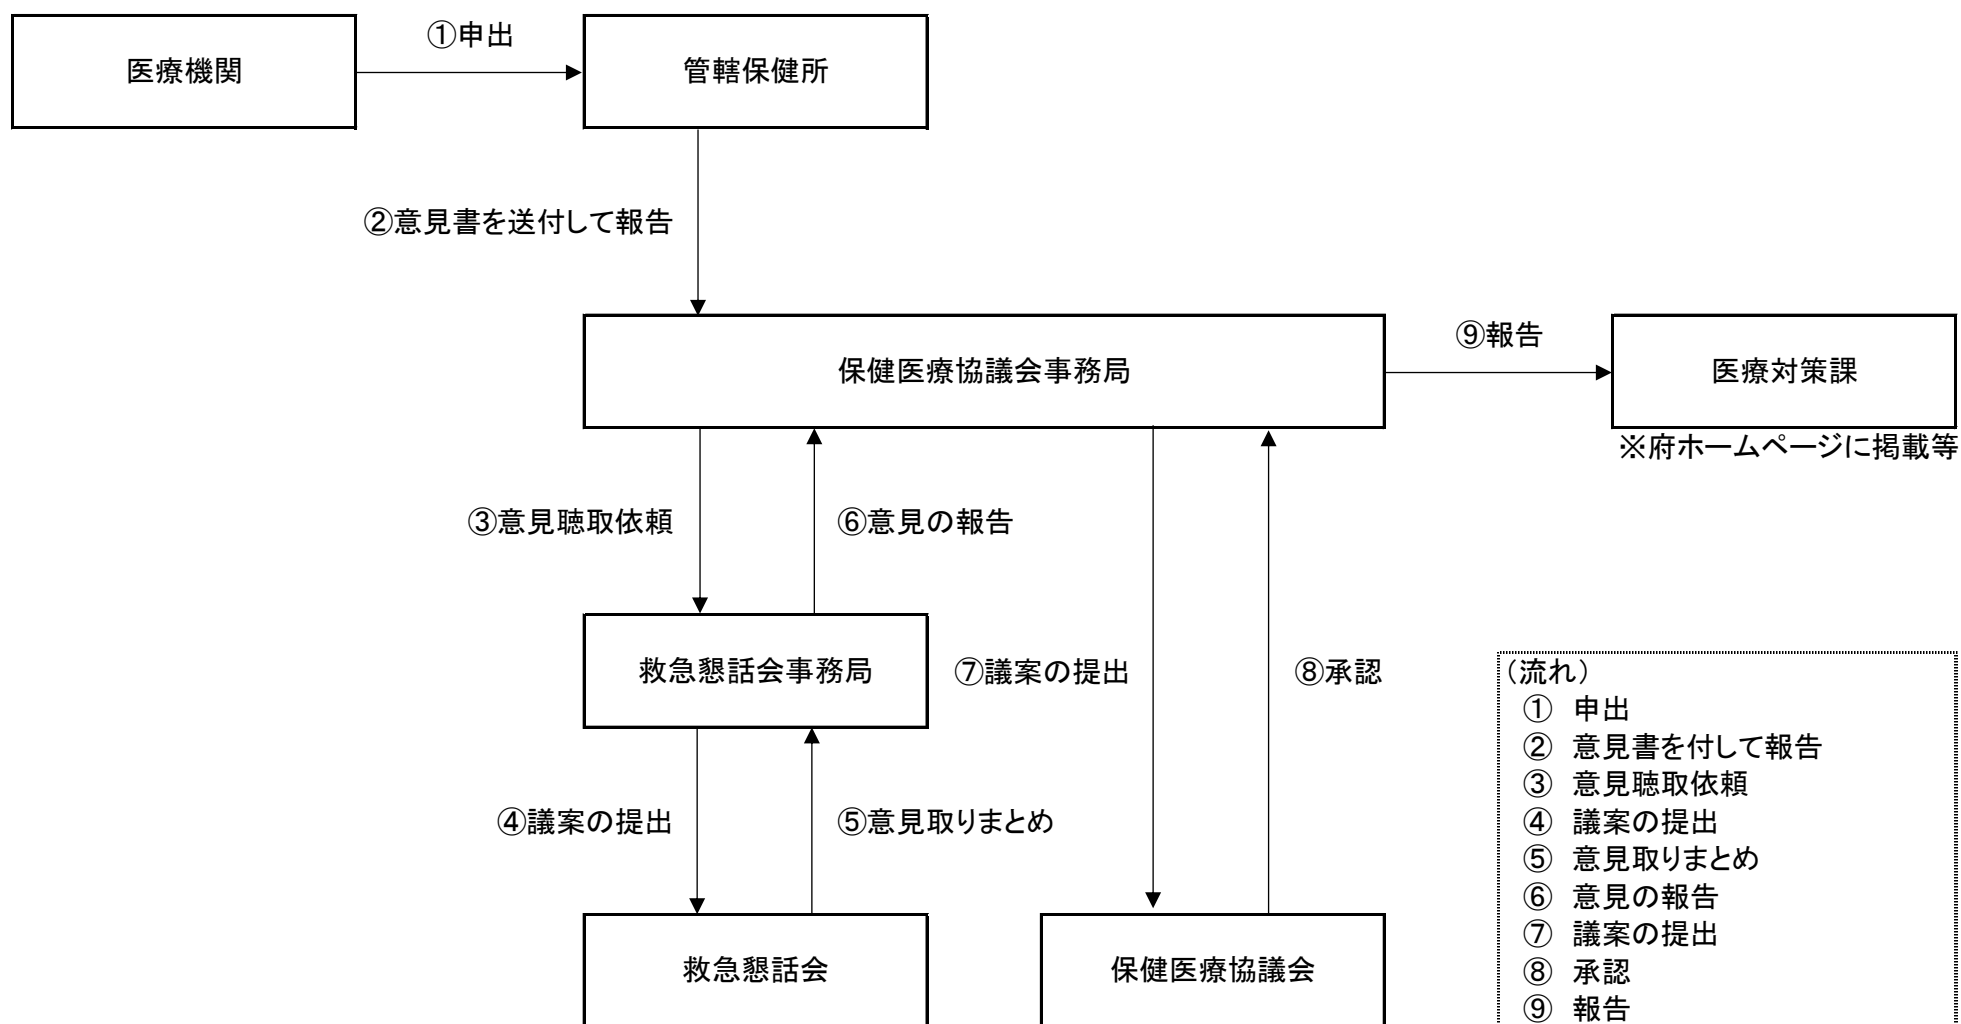 ①申出
医療機関
管轄保健所
②意見書を送付して報告
⑨報告
保健医療協議会事務局
医療対策課
※府ホームページに掲載等
③意見聴取依頼
⑥意見の報告
救急懇話会事務局
⑦議案の提出
⑧承認
④議案の提出
⑤意見取りまとめ
救急懇話会
保健医療協議会
(流れ)
① 申出
② 意見書を付して報告
③ 意見聴取依頼
④ 議案の提出
⑤ 意見取りまとめ
⑥ 意見の報告
⑦ 議案の提出
⑧ 承認
⑨ 報告